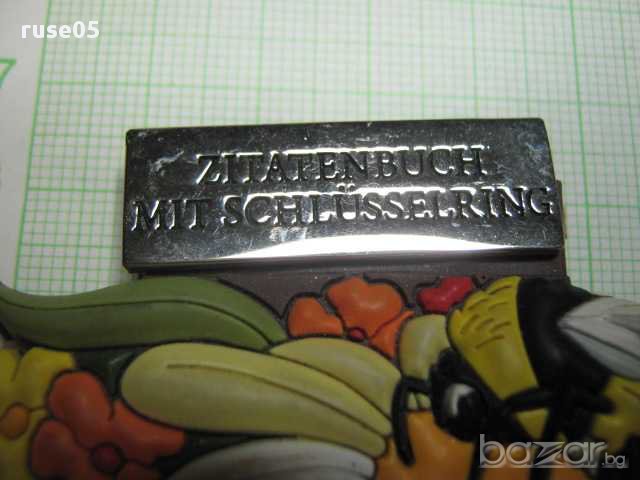 ruse05
ZITATENBUCH
MIT SCHLÜSSELRING
bazar.bg